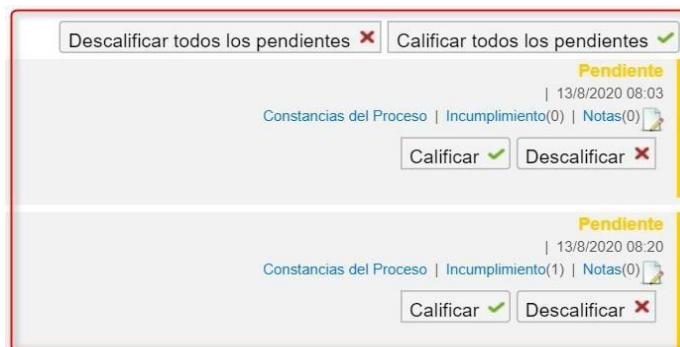 Descalificar todos los pendientes Calificar todos los pendientes
Pendiente
| 13/8/2020 08:03
Constancias del Proceso | Incumplimiento(0) | Notas(0)
Calificar Descalificar
Pendiente
| 13/8/2020 08:20
Constancias del Proceso | Incumplimiento(1) | Notas(0)
Calificar Descalificar